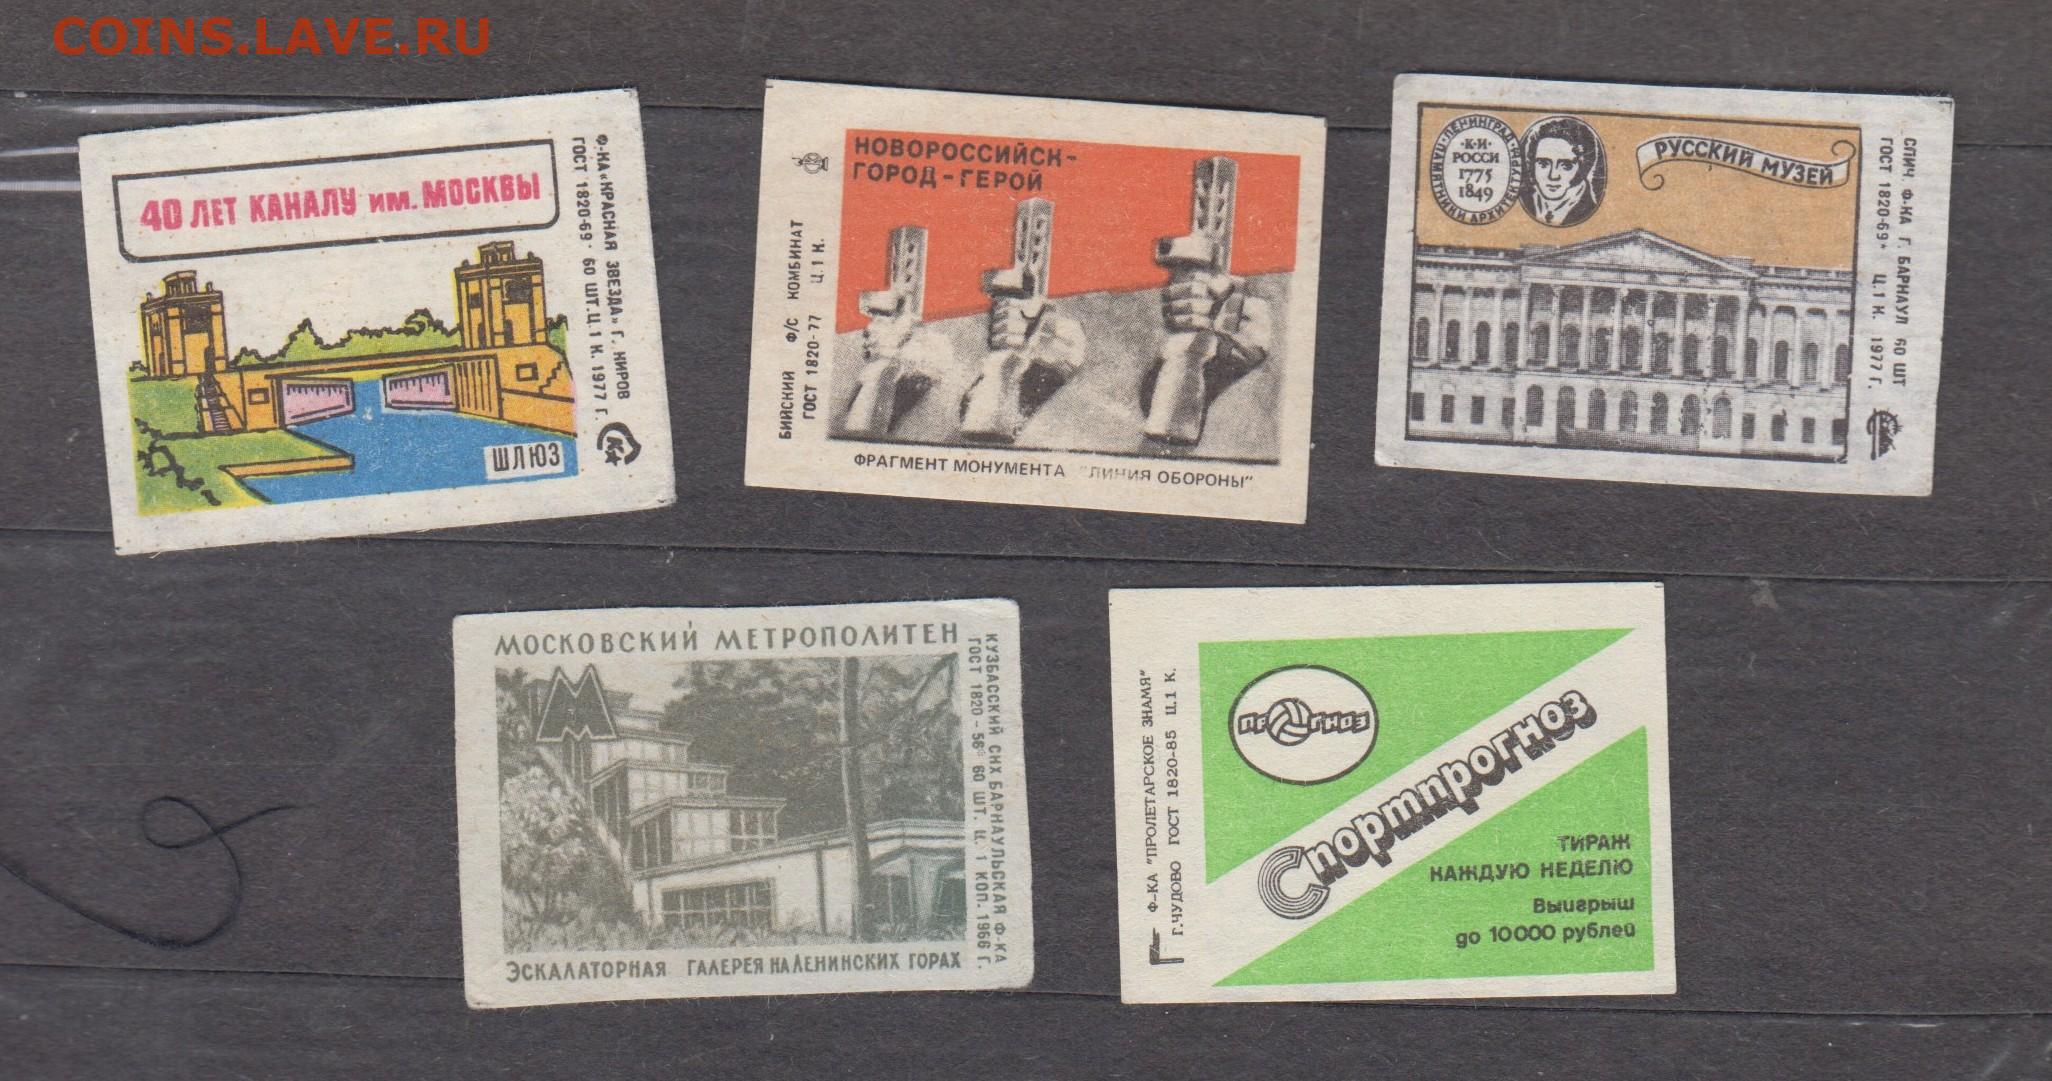 COINS.LAVE.RU
40 ЛЕТ КАНАЛУ им. МОСКВЫ
ШЛЮЗ
Ф-КА „КРАСНАЯ ЗВЕЗДА" Г. КИРОВ
ГОСТ 1820-69· 60 ШТ. Ц. 1 К. 1977 Г.
НОВОРОССИЙСК-
ГОРОД-ГЕРОЙ
БИЙСКИЙ Ф/С КОМБИНАТ
ГОСТ 1820-77 Ц. 1 К.
ФРАГМЕНТ МОНУМЕНТА "ЛИНИЯ ОБОРОНЫ"
ЛЕНИНГРАД·ПАМЯТНИКИ АРХИТЕКТУРЫ
·К·И·
РОССИ
1775
1849
РУССКИЙ МУЗЕЙ
СПИЧ. Ф-КА Г. БАРНАУЛ 60 ШТ
ГОСТ 1820-69* Ц. 1 К. 1977 Г.
МОСКОВСКИЙ МЕТРОПОЛИТЕН
М
ЭСКАЛАТОРНАЯ ГАЛЕРЕЯ НА ЛЕНИНСКИХ ГОРАХ
КУЗБАССКИЙ СНХ БАРНАУЛЬСКАЯ Ф-КА
ГОСТ 1820-58* 60 ШТ. Ц. 1 КОП. 1966 Г.
Ф-КА "ПРОЛЕТАРСКОЕ ЗНАМЯ"
Г. ЧУДОВО ГОСТ 1820-85 Ц. 1 К.
ПРОГНОЗ
Спортпрогноз
ТИРАЖ
КАЖДУЮ НЕДЕЛЮ
Выигрыш
до 10000 рублей